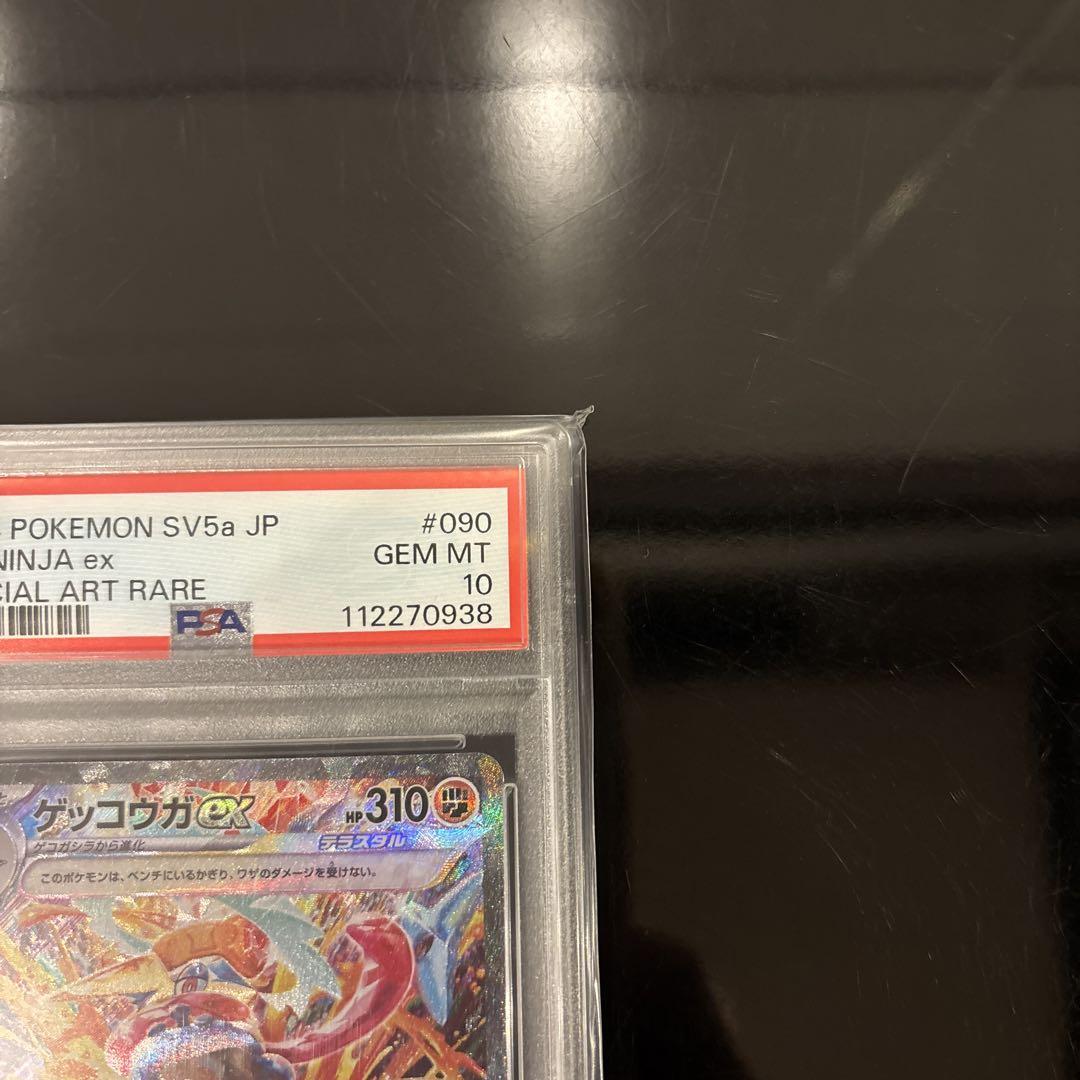 POKEMON SV5a JP #090
NINJA ex GEM MT
CIAL ART RARE 10
PSA 112270938
ゲッコウガex HP310
ゲコガシラから進化 テラスタル
このポケモンは、ベンチにいるかぎり、ワザのダメージを受けない。